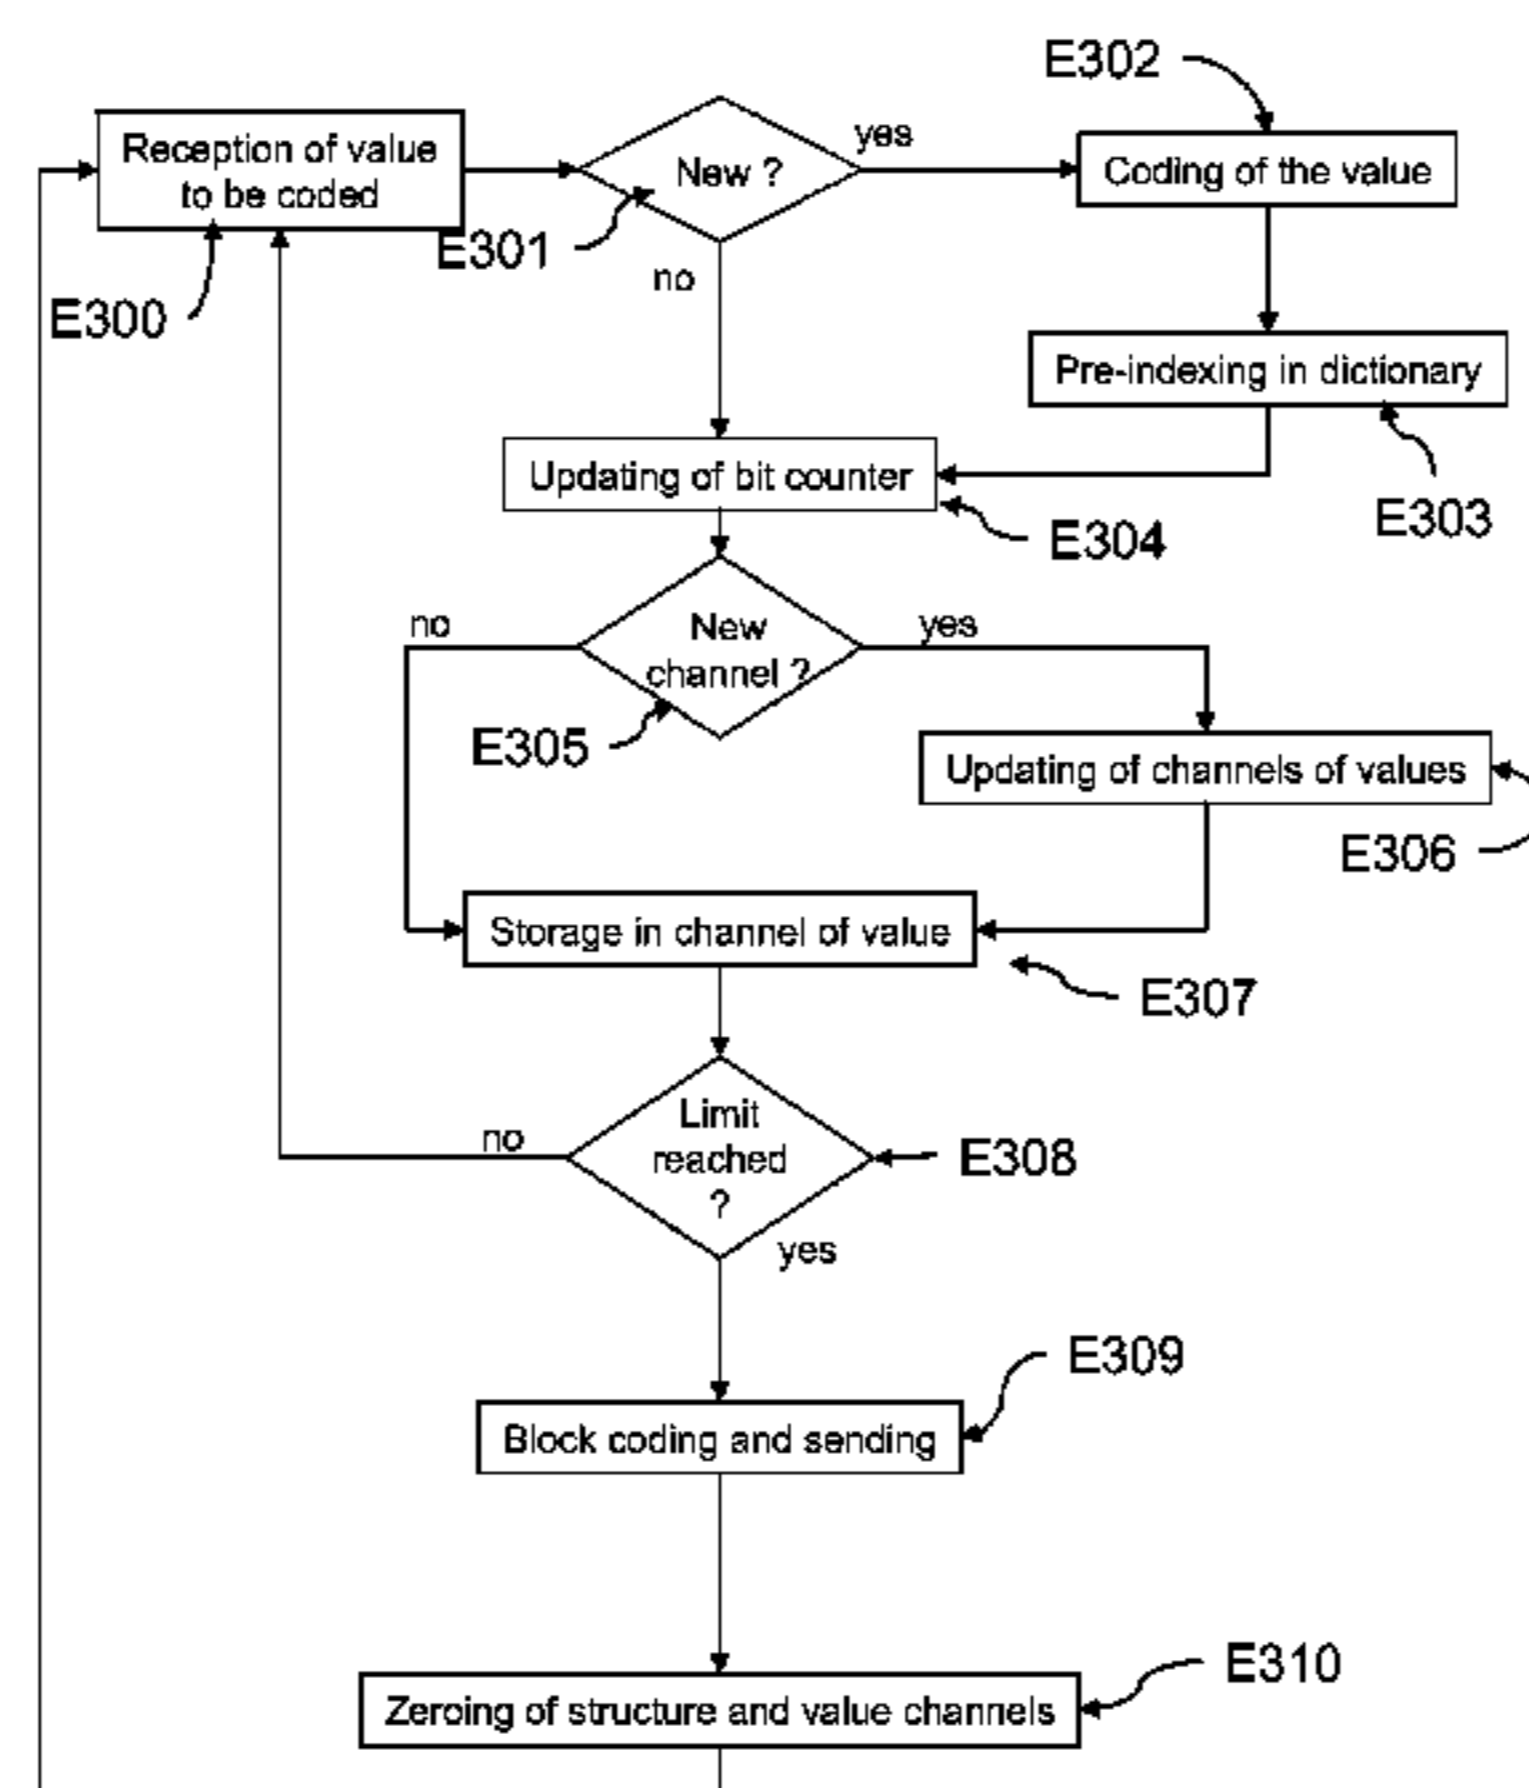 E302
Reception of value
to be coded
New ?
yes
Coding of the value
E301
no
E300
Pre-indexing in dictionary
Updating of bit counter
E303
E304
no
New
channel ?
yes
E305
Updating of channels of values
E306
Storage in channel of value
E307
Limit
reached
?
no
E308
yes
E309
Block coding and sending
E310
Zeroing of structure and value channels